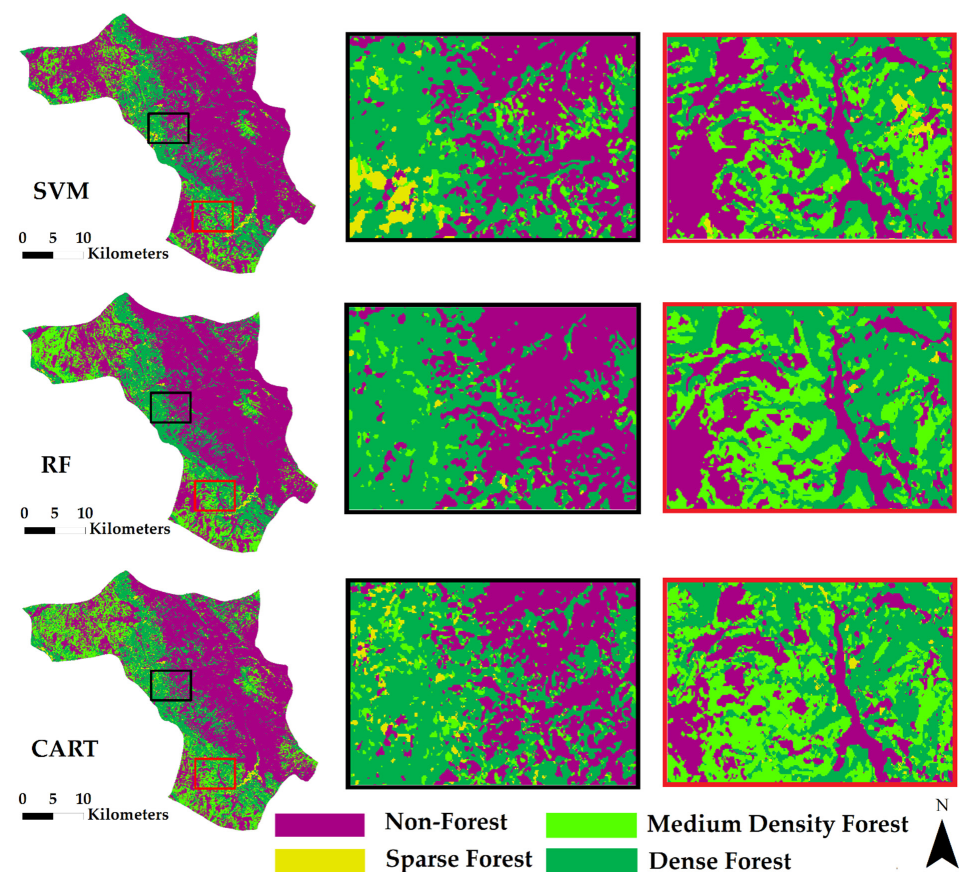 SVM
0 5 10
Kilometers
RF
0 5 10
Kilometers
CART
0 5 10
Kilometers
N
Non-Forest
Medium Density Forest
Sparse Forest
Dense Forest